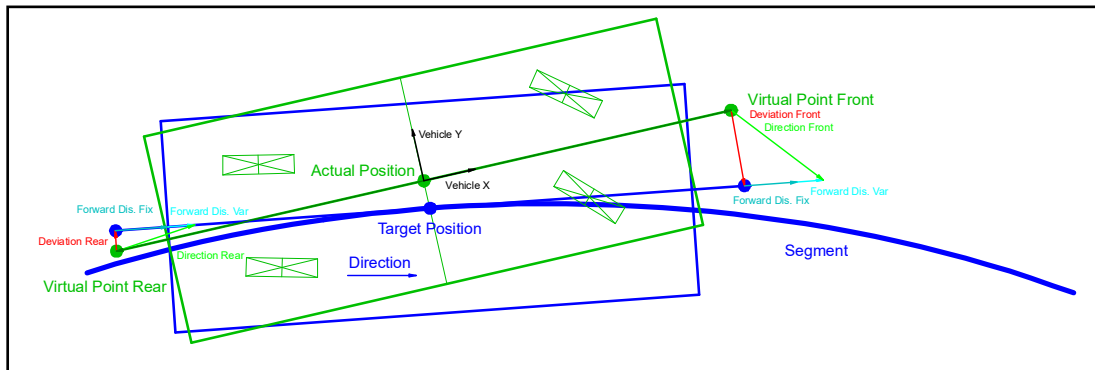 Virtual Point Front
Deviation Front
Direction Front
Vehicle Y
Actual Position
Vehicle X
Forward Dis. Var
Forward Dis. Fix
Forward Dis. Fix
Forward Dis. Var
Target Position
Deviation Rear
Direction Rear
Segment
Direction
Virtual Point Rear